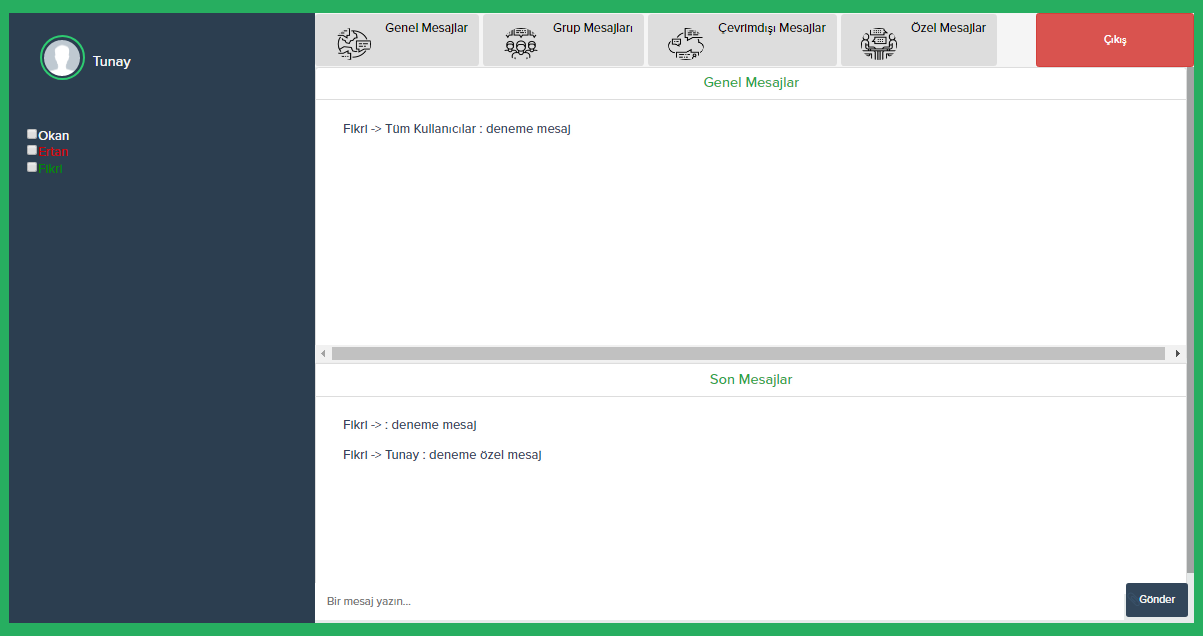 Tunay
Okan
Ertan
Fikri
Genel Mesajlar
Grup Mesajları
Çevrimdışı Mesajlar
Özel Mesajlar
Çıkış
Genel Mesajlar
Fikri -> Tüm Kullanıcılar : deneme mesaj
Son Mesajlar
Fikri -> : deneme mesaj
Fikri -> Tunay : deneme özel mesaj
Bir mesaj yazın...
Gönder